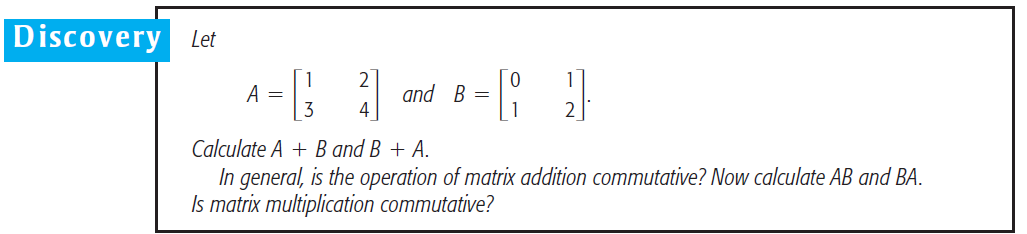 Discovery
Let
A = [1 2
3 4] and B = [0 1
1 2].
Calculate A + B and B + A.
In general, is the operation of matrix addition commutative? Now calculate AB and BA.
Is matrix multiplication commutative?